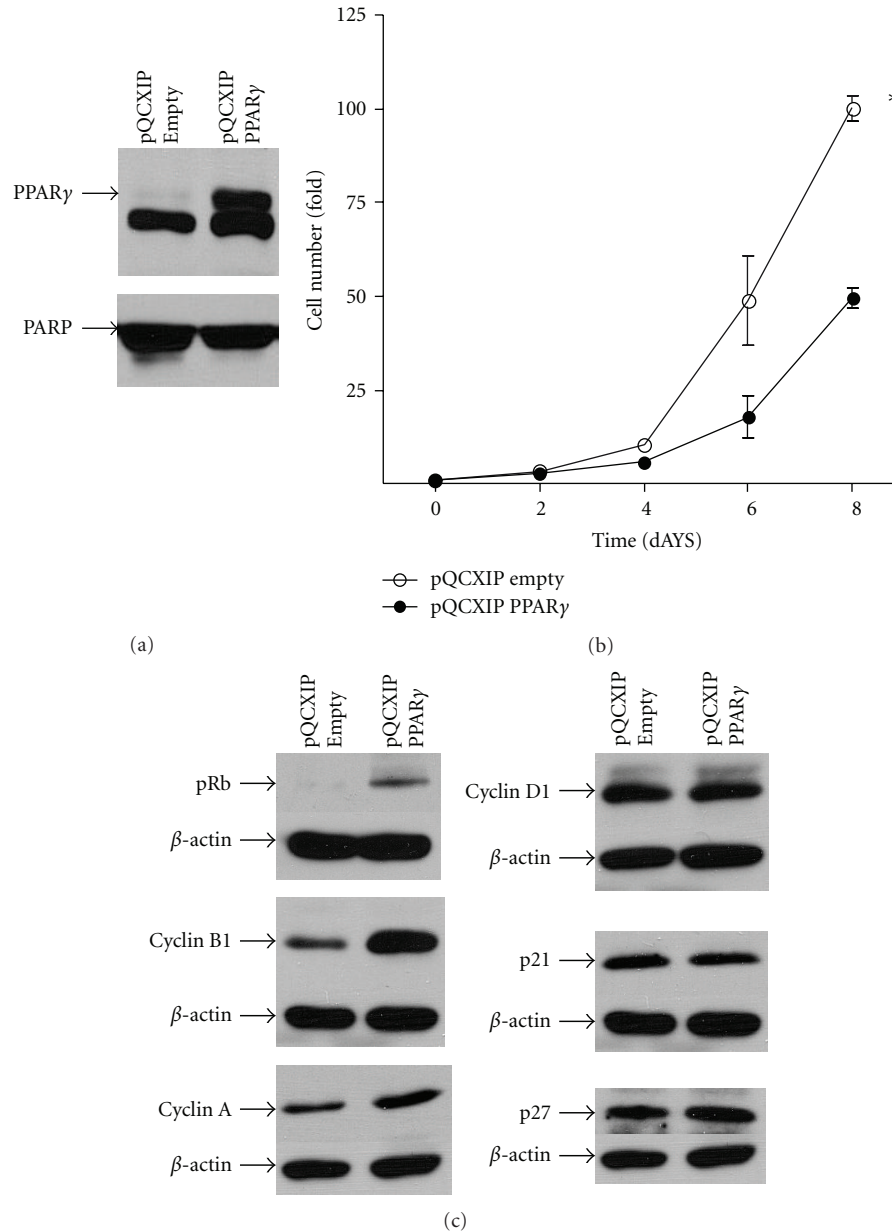 pQCXIP
Empty
pQCXIP
PPARγ
PPARγ
PARP
(a)
125
100
75
50
25
Cell number (fold)
*
0 2 4 6 8
Time (dAYS)
pQCXIP empty
pQCXIP PPARγ
(b)
pQCXIP
Empty
pQCXIP
PPARγ
pRb
β-actin
Cyclin B1
β-actin
Cyclin A
β-actin
pQCXIP
Empty
pQCXIP
PPARγ
Cyclin D1
β-actin
p21
β-actin
p27
β-actin
(c)